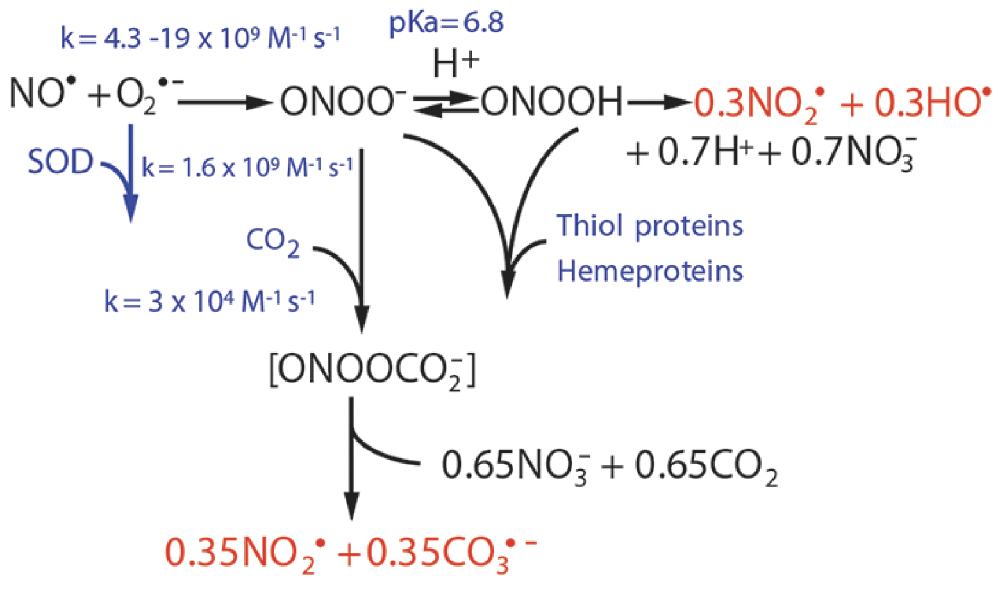 k= 4.3 -19 x 10⁹ M⁻¹ s⁻¹
pKa= 6.8
H⁺
NO• + O₂•⁻ ONOO⁻ ONOOH 0.3NO₂• + 0.3HO•
+ 0.7H⁺ + 0.7NO₃⁻
SOD
k= 1.6 x 10⁹ M⁻¹ s⁻¹
Thiol proteins
CO₂
Hemeproteins
k= 3 x 10⁴ M⁻¹ s⁻¹
[ONOOCO₂⁻]
0.65NO₃⁻ + 0.65CO₂
0.35NO₂• + 0.35CO₃•⁻